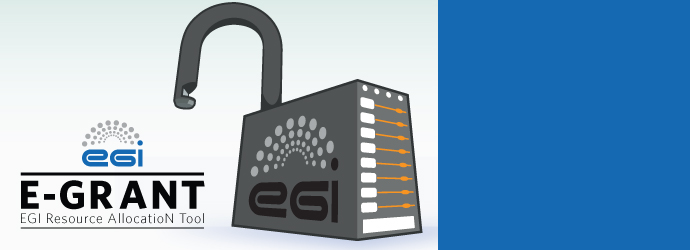 egi
E-GRANT
EGI Resource AllocatioN Tool
egi